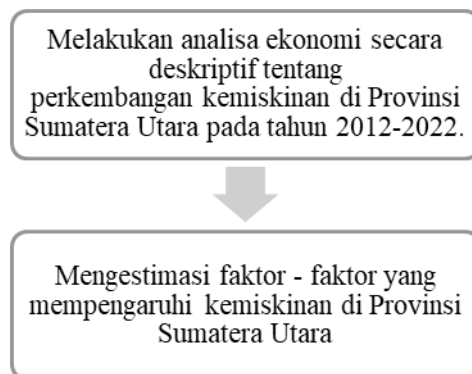 Melakukan analisa ekonomi secara
deskriptif tentang
perkembangan kemiskinan di Provinsi
Sumatera Utara pada tahun 2012-2022.
Mengestimasi faktor - faktor yang
mempengaruhi kemiskinan di Provinsi
Sumatera Utara